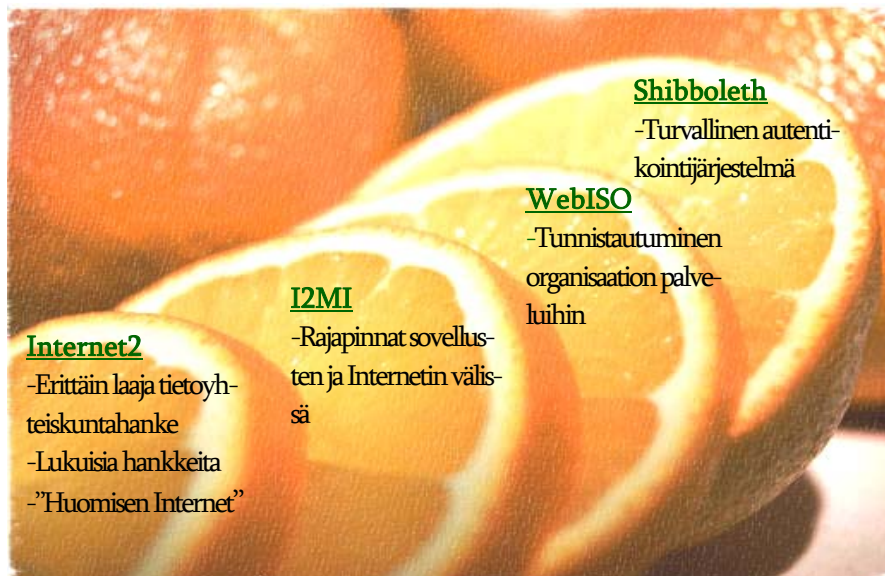 Shibboleth
-Turvallinen autenti-
kointijärjestelmä
WebISO
-Tunnistautuminen
organisaation palve-
luihin
I2MI
-Rajapinnat sovellus-
ten ja Internetin välis-
sä
Internet2
-Erittäin laaja tietoyh-
teiskuntahanke
-Lukuisia hankkeita
-”Huomisen Internet”